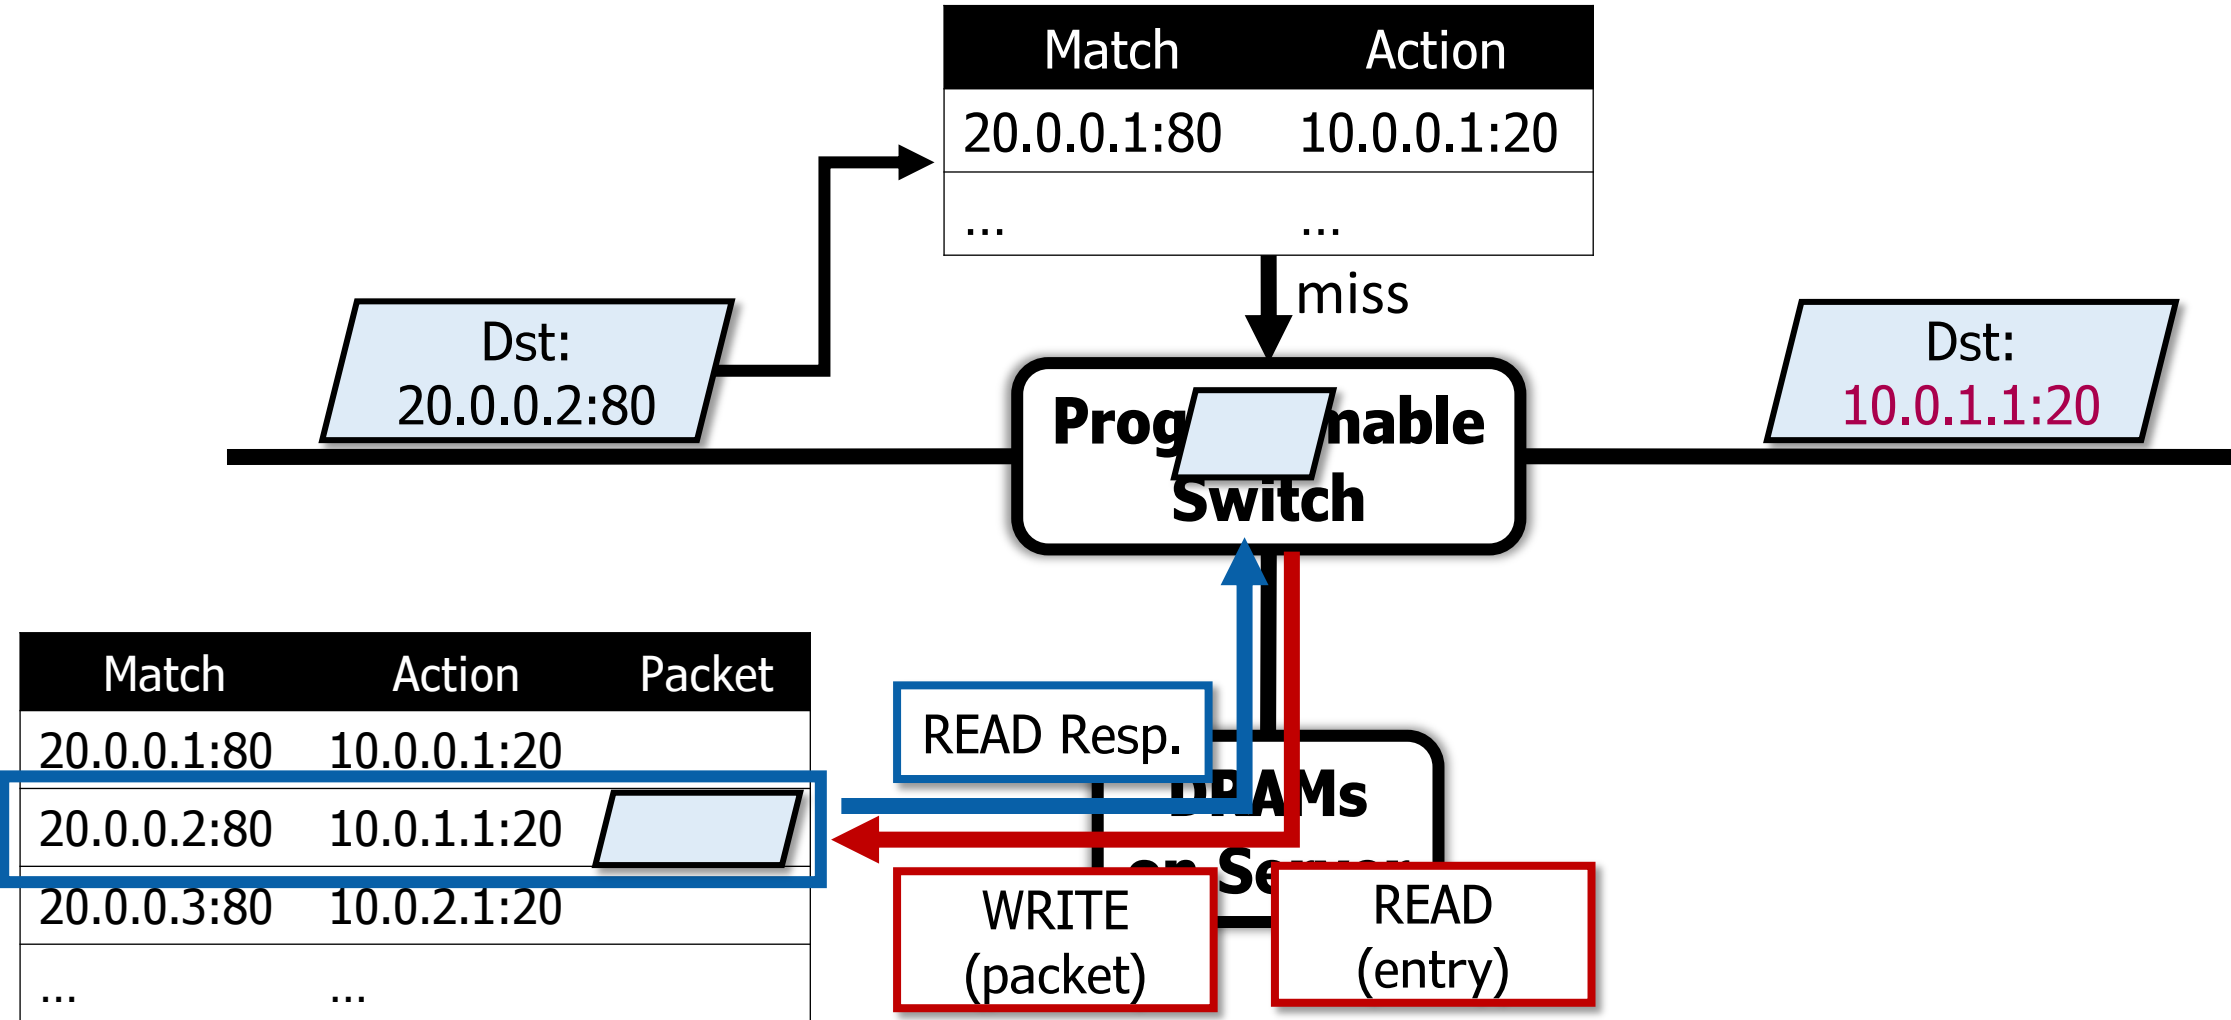 Match Action
20.0.0.1:80 10.0.0.1:20
... ...
miss
Dst:
20.0.0.2:80
Dst:
10.0.1.1:20
Switch
Match Action Packet
20.0.0.1:80 10.0.0.1:20
20.0.0.2:80 10.0.1.1:20
20.0.0.3:80 10.0.2.1:20
... ...
READ Resp.
DRAMs
on
WRITE
(packet)
READ
(entry)